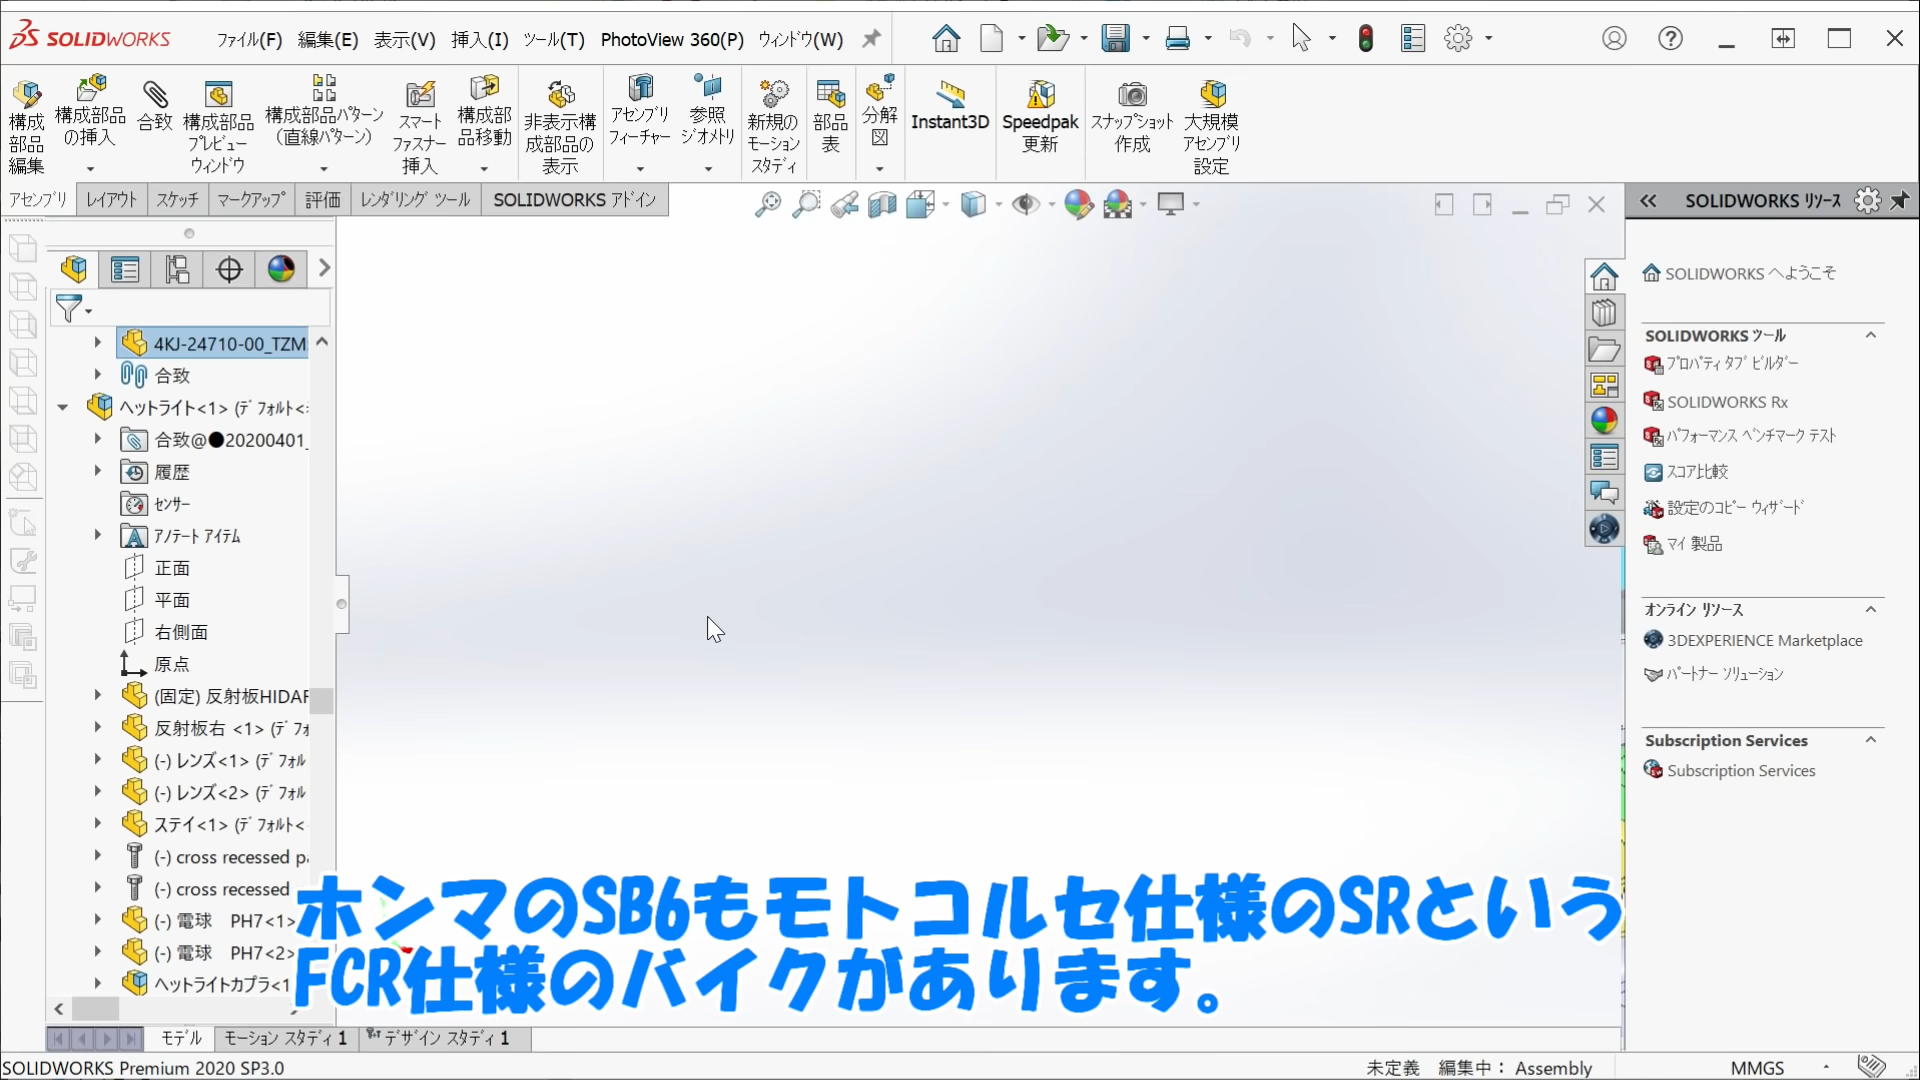 SOLIDWORKS
ファイル(F) 編集(E) 表示(V) 挿入(I) ツール(T) PhotoView 360(P) ウィンドウ(W)
構成部品編集
構成部品の挿入
合致
構成部品プレビューウィンドウ
構成部品パターン(直線パターン)
スマートファスナー挿入
構成部品移動
非表示構成部品の表示
アセンブリフィーチャー
参照ジオメトリ
新規のモーションスタディ
部品表
分解図
Instant3D
Speedpak更新
スナップショット作成
大規模アセンブリ設定
アセンブリ レイアウト スケッチ マークアップ 評価 レンダリング ツール SOLIDWORKS アドイン
4KJ-24710-00_TZM
合致
ヘットライト<1> (デフォルト<
合致@●20200401_
履歴
センサー
アノテート アイテム
正面
平面
右側面
原点
(固定) 反射板HIDAR
反射板右 <1> (デフォ
(-) レンズ<1> (デフォル
(-) レンズ<2> (デフォル
ステイ<1> (デフォルト<
(-) cross recessed pa
(-) cross recessed
(-) 電球 PH7<1>
(-) 電球 PH7<2>
ヘットライトカプラ<1
SOLIDWORKS リソース
SOLIDWORKS へようこそ
SOLIDWORKS ツール
プロパティ タブ ビルダー
SOLIDWORKS Rx
パフォーマンス ベンチマーク テスト
スコア比較
設定のコピー ウィザード
マイ 製品
オンライン リソース
3DEXPERIENCE Marketplace
パートナー ソリューション
Subscription Services
Subscription Services
ホンマのSB6もモトコルセ仕様のSRという
FCR仕様のバイクがあります。
モデル モーション スタディ 1 デザイン スタディ 1
SOLIDWORKS Premium 2020 SP3.0
未定義 編集中: Assembly MMGS